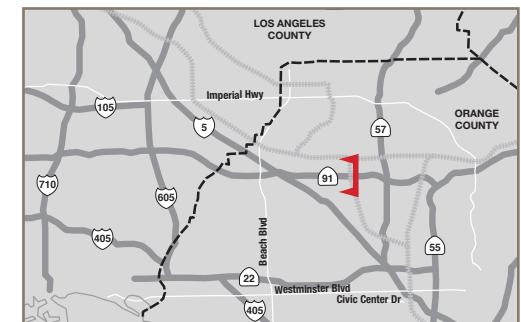 LOS ANGELES
COUNTY
Imperial Hwy
105
5
57
ORANGE
COUNTY
91
710
605
405
Beach Blvd
55
22
Westminster Blvd
Civic Center Dr
405